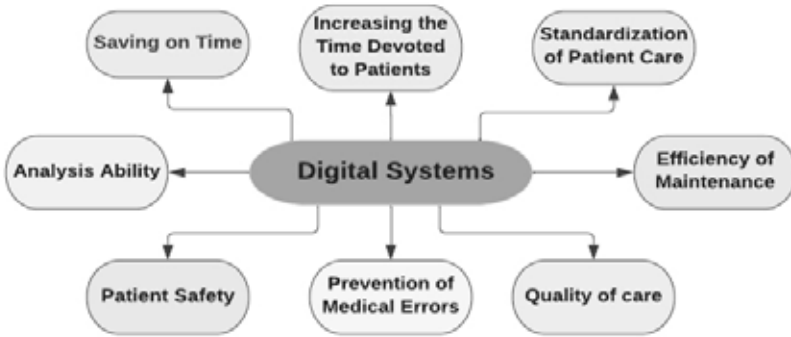 Saving on Time
Increasing the
Time Devoted
to Patients
Standardization
of Patient Care
Analysis Ability
Digital Systems
Efficiency of
Maintenance
Patient Safety
Prevention of
Medical Errors
Quality of care